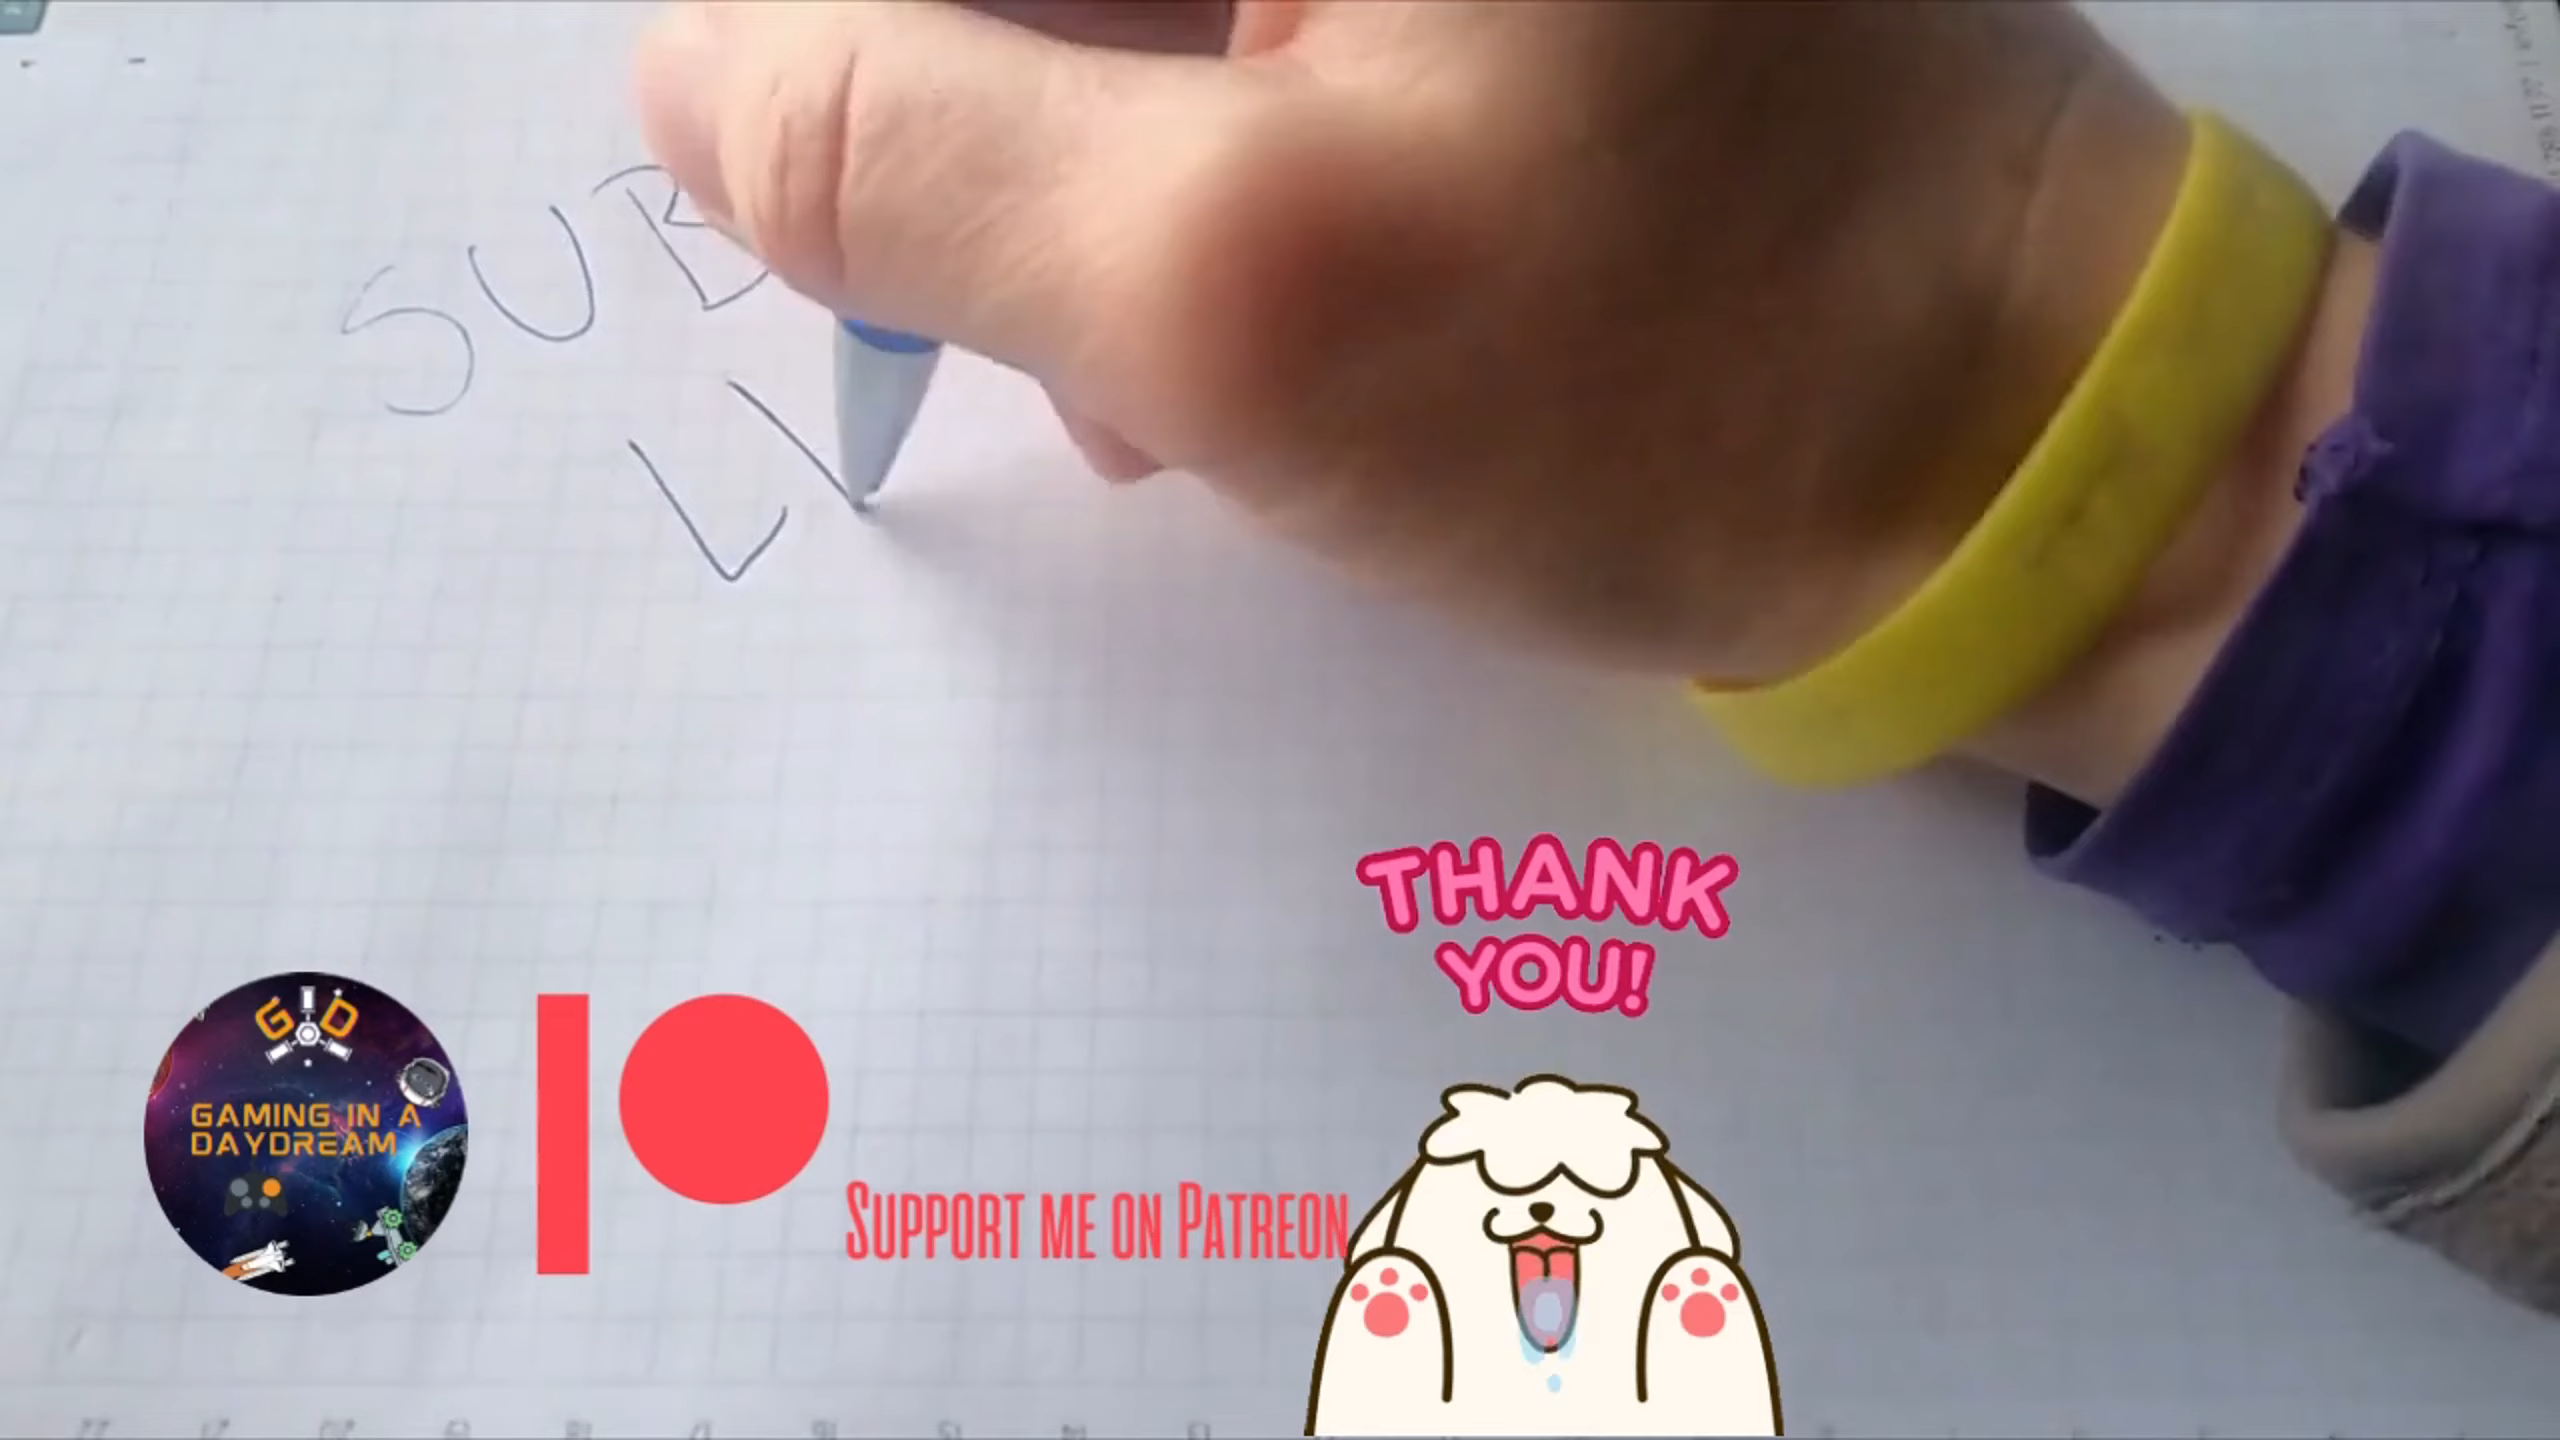 SUB
LI
THANK
YOU!
G D
GAMING IN A
DAYDREAM
SUPPORT ME ON PATREON